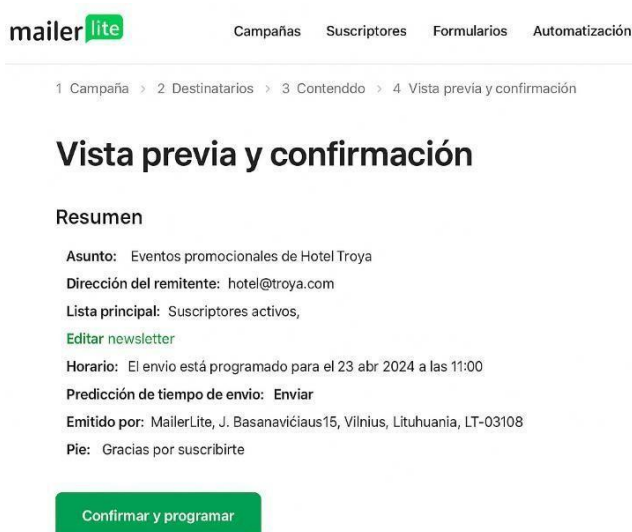 mailer lite
Campañas Suscriptores Formularios Automatización
1 Campaña > 2 Destinatarios > 3 Contenddo > 4 Vista previa y confirmación
Vista previa y confirmación
Resumen
Asunto: Eventos promocionales de Hotel Troya
Dirección del remitente: hotel@troya.com
Lista principal: Suscriptores activos,
Editar newsletter
Horario: El envio está programado para el 23 abr 2024 a las 11:00
Predicción de tiempo de envio: Enviar
Emitido por: MailerLite, J. Basanavićiaus15, Vilnius, Lituhuania, LT-03108
Pie: Gracias por suscribirte
Confirmar y programar